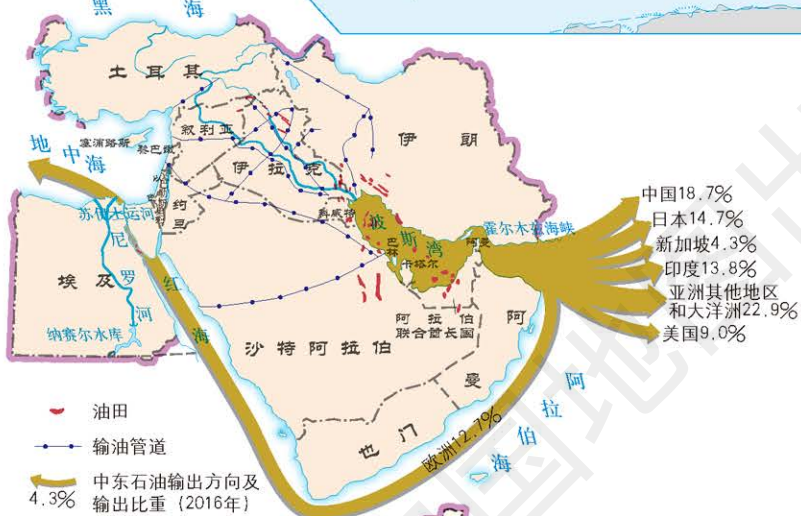 黑 海
土 耳 其
塞浦路斯
黎巴嫩
叙利亚
伊 拉 克
伊 朗
地 中 海
约旦
科威特
苏伊士运河
尼 罗 河
埃 及
纳赛尔水库
红 海
波 斯 湾
巴林
卡塔尔
阿曼
霍尔木兹海峡
阿 拉 伯
联合酋长国
沙 特 阿 拉 伯
阿 曼
也 门
阿 拉 伯 海
中国18.7%
日本14.7%
新加坡4.3%
印度13.8%
亚洲其他地区
和大洋洲22.9%
美国9.0%
欧洲12.7%
油田
输油管道
中东石油输出方向及
4.3% 输出比重（2016年）